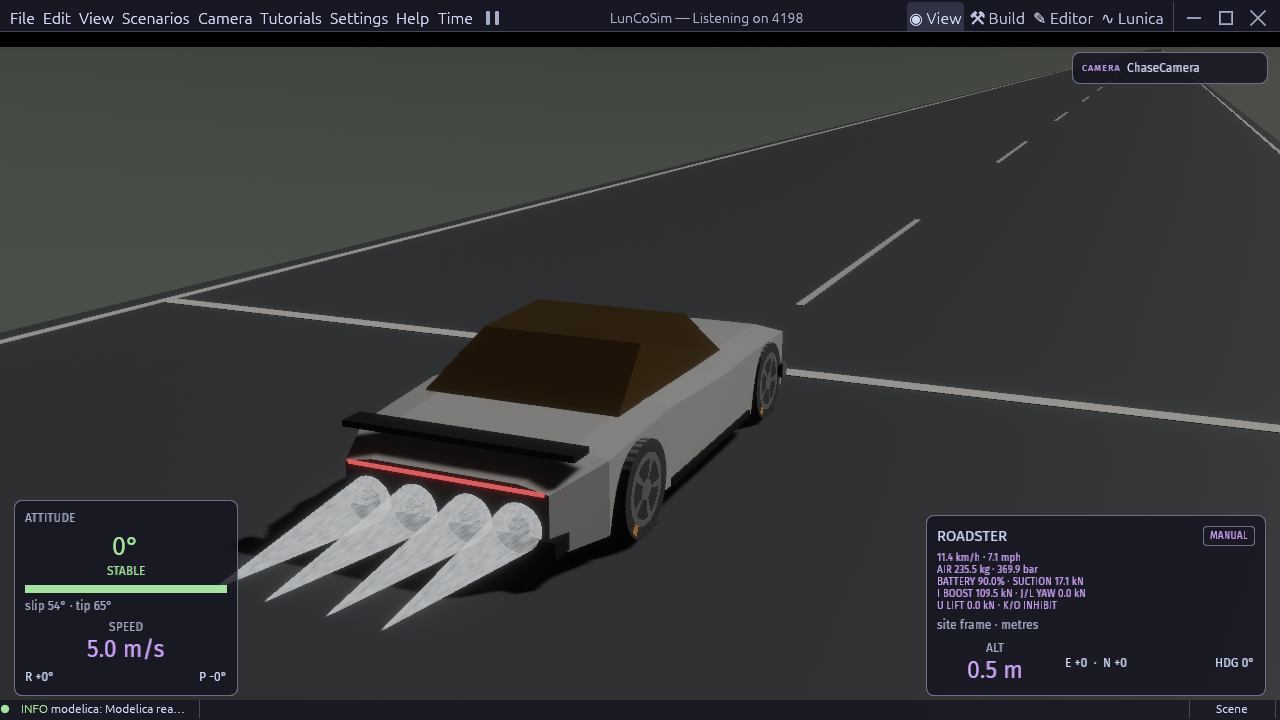 File Edit View Scenarios Camera Tutorials Settings Help Time
LunCoSim — Listening on 4198
View Build Editor Lunica
CAMERA ChaseCamera
ATTITUDE
0°
STABLE
slip 54° · tip 65°
SPEED
5.0 m/s
R +0° P -0°
ROADSTER MANUAL
11.4 km/h · 7.1 mph
AIR 235.5 kg · 369.9 bar
BATTERY 90.0% · SUCTION 17.1 kN
I BOOST 109.5 kN · J/L YAW 0.0 kN
U LIFT 0.0 kN · K/O INHIBIT
site frame · metres
ALT
0.5 m
E +0 · N +0
HDG 0°
INFO modelica: Modelica rea...
Scene